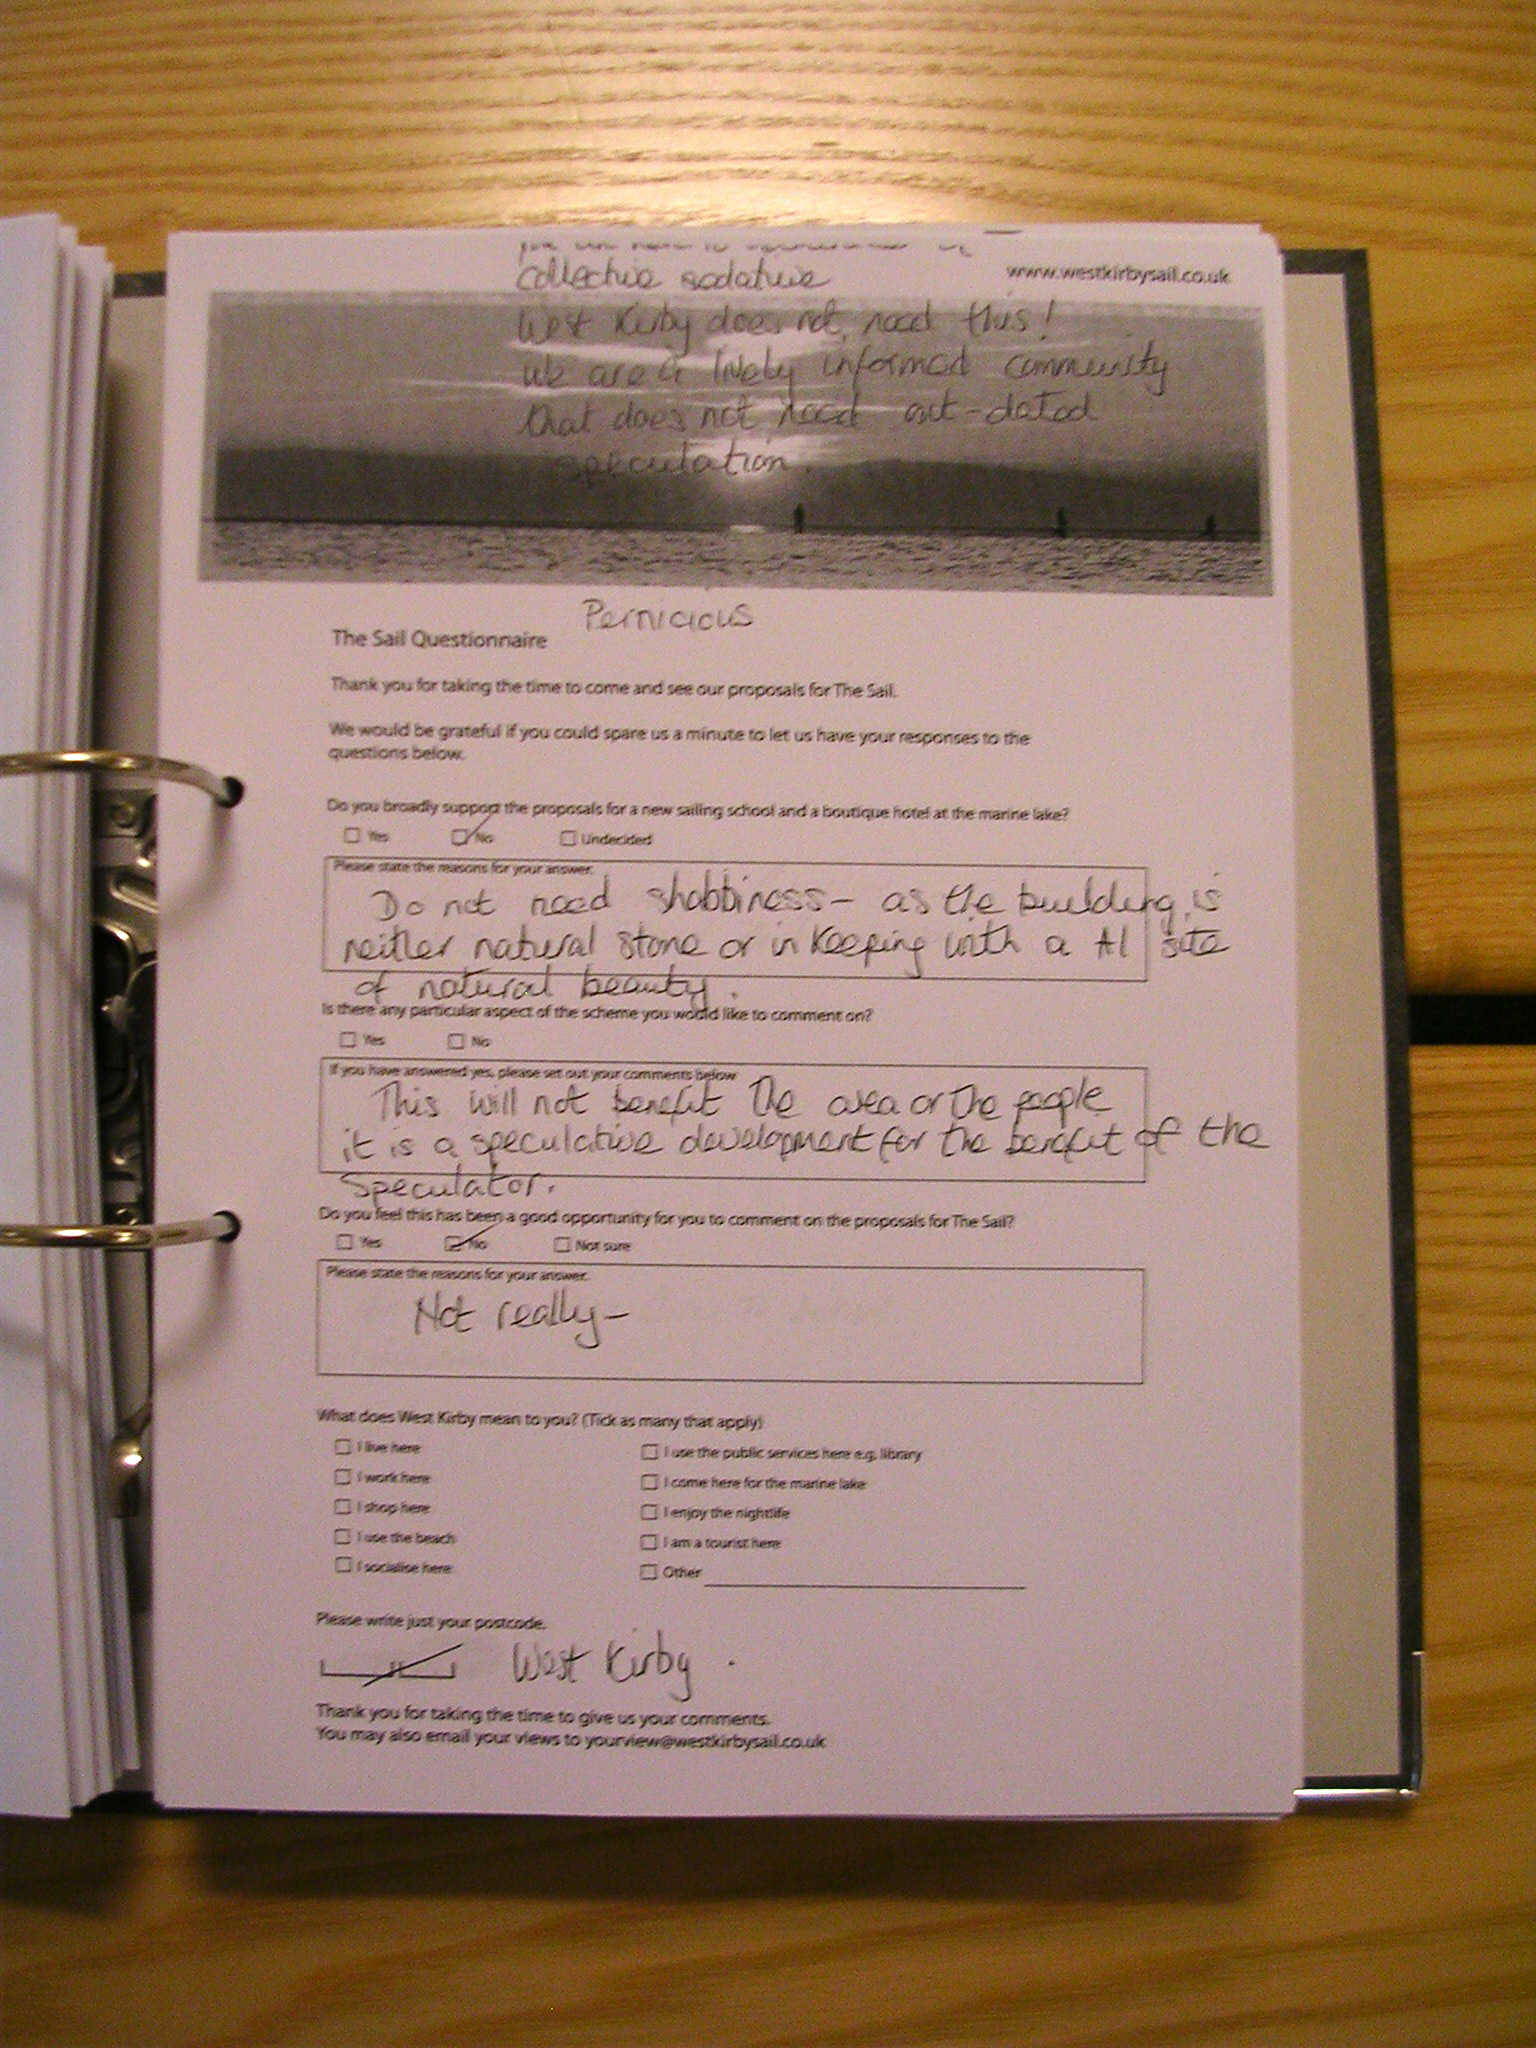 collective
www.westkirbysail.co.uk
West Kirby does not need this!
We are a lively informed community
that does not need out-dated
speculation.
Pernicious
The Sail Questionnaire
Thank you for taking the time to come and see our proposals for The Sail.
We would be grateful if you could spare us a minute to let us have your responses to the
questions below.
Do you broadly support the proposals for a new sailing school and a boutique hotel at the marine lake?
Yes No Undecided
Please state the reasons for your answer.
Do not need shabbiness - as the building is
neither natural stone or in keeping with a A1 site
of natural beauty.
Is there any particular aspect of the scheme you would like to comment on?
Yes No
If you have answered yes, please set out your comments below
This will not benefit the area or the people
it is a speculative development for the benefit of the
speculator.
Do you feel this has been a good opportunity for you to comment on the proposals for The Sail?
Yes No Not sure
Please state the reasons for your answer.
Not really -
What does West Kirby mean to you? (Tick as many that apply)
I live here I use the public services here e.g. library
I work here I come here for the marine lake
I shop here I enjoy the nightlife
I use the beach I am a tourist here
I socialise here Other
Please write just your postcode.
West Kirby .
Thank you for taking the time to give us your comments.
You may also email your views to yourview@westkirbysail.co.uk